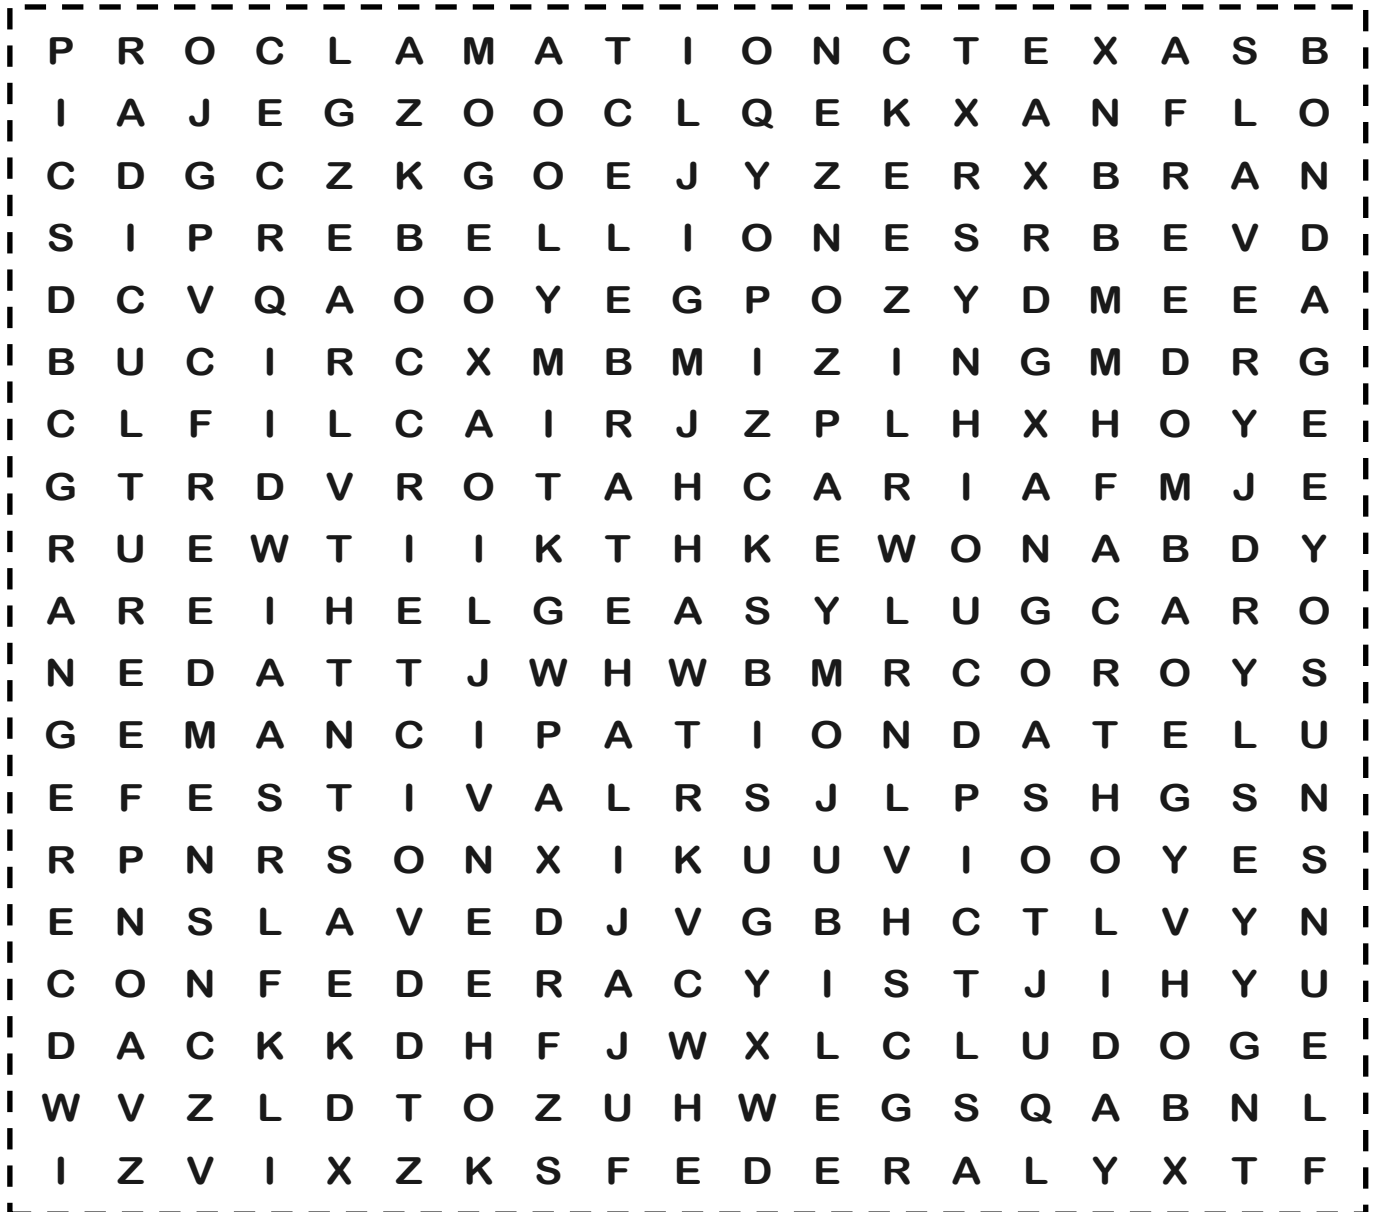 P R O C L A M A T I O N C T E X A S B
I A J E G Z O O C L Q E K X A N F L O
C D G C Z K G O E J Y Z E R X B R A N
S I P R E B E L L I O N E S R B E V D
D C V Q A O O Y E G P O Z Y D M E E A
B U C I R C X M B M I Z I N G M D R G
C L F I L C A I R J Z P L H X H O Y E
G T R D V R O T A H C A R I A F M J E
R U E W T I I K T H K E W O N A B D Y
A R E I H E L G E A S Y L U G C A R O
N E D A T T J W H W B M R C O R O Y S
G E M A N C I P A T I O N D A T E L U
E F E S T I V A L R S J L P S H G S N
R P N R S O N X I K U U V I O O Y E S
E N S L A V E D J V G B H C T L V Y N
C O N F E D E R A C Y I S T J I H Y U
D A C K K D H F J W X L C L U D O G E
W V Z L D T O Z U H W E G S Q A B N L
I Z V I X Z K S F E D E R A L Y X T F